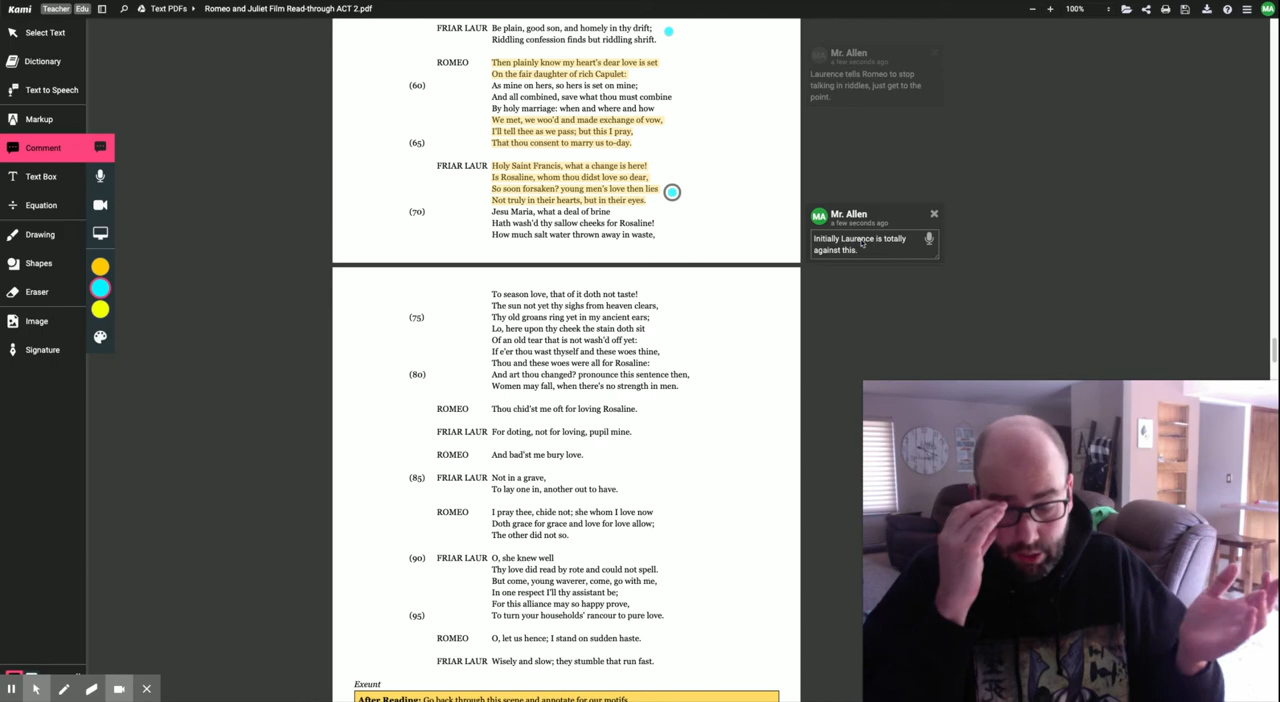 Kami
Teacher
Edu
Text PDFs
Romeo and Juliet Film Read-through ACT 2.pdf
100%
MA
Select Text
Dictionary
Text to Speech
Markup
Comment
Text Box
Equation
Drawing
Shapes
Eraser
Image
Signature
FRIAR LAUR Be plain, good son, and homely in thy drift;
Riddling confession finds but riddling shrift.
ROMEO Then plainly know my heart's dear love is set
On the fair daughter of rich Capulet:
(60) As mine on hers, so hers is set on mine;
And all combined, save what thou must combine
By holy marriage: when and where and how
We met, we woo'd and made exchange of vow,
I'll tell thee as we pass; but this I pray,
(65) That thou consent to marry us to-day.
FRIAR LAUR Holy Saint Francis, what a change is here!
Is Rosaline, whom thou didst love so dear,
So soon forsaken? young men's love then lies
Not truly in their hearts, but in their eyes.
(70) Jesu Maria, what a deal of brine
Hath wash'd thy sallow cheeks for Rosaline!
How much salt water thrown away in waste,
To season love, that of it doth not taste!
The sun not yet thy sighs from heaven clears,
(75) Thy old groans ring yet in my ancient ears;
Lo, here upon thy cheek the stain doth sit
Of an old tear that is not wash'd off yet:
If e'er thou wast thyself and these woes thine,
Thou and these woes were all for Rosaline:
(80) And art thou changed? pronounce this sentence then,
Women may fall, when there's no strength in men.
ROMEO Thou chid'st me oft for loving Rosaline.
FRIAR LAUR For doting, not for loving, pupil mine.
ROMEO And bad'st me bury love.
(85) FRIAR LAUR Not in a grave,
To lay one in, another out to have.
ROMEO I pray thee, chide not; she whom I love now
Doth grace for grace and love for love allow;
The other did not so.
(90) FRIAR LAUR O, she knew well
Thy love did read by rote and could not spell.
But come, young waverer, come, go with me,
In one respect I'll thy assistant be;
For this alliance may so happy prove,
(95) To turn your households' rancour to pure love.
ROMEO O, let us hence; I stand on sudden haste.
FRIAR LAUR Wisely and slow; they stumble that run fast.
Exeunt
After Reading: Go back through this scene and annotate for our motifs
MA Mr. Allen
a few seconds ago
Laurence tells Romeo to stop
talking in riddles, just get to the
point.
MA Mr. Allen
a few seconds ago
Initially Laurence is totally
against this.